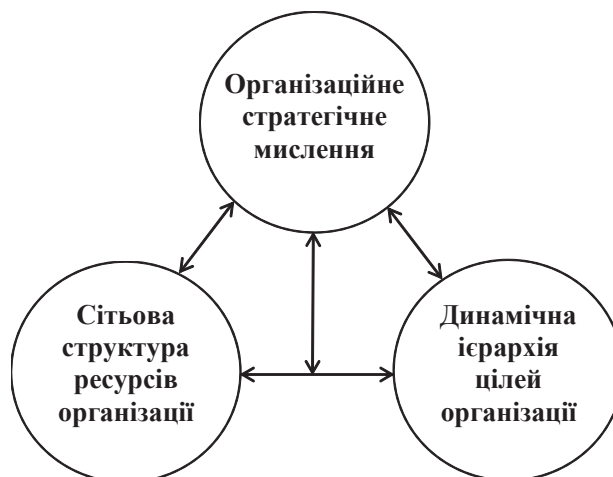 Організаційне
стратегічне
мислення
Сітьова
структура
ресурсів
організації
Динамічна
ієрархія
цілей
організації